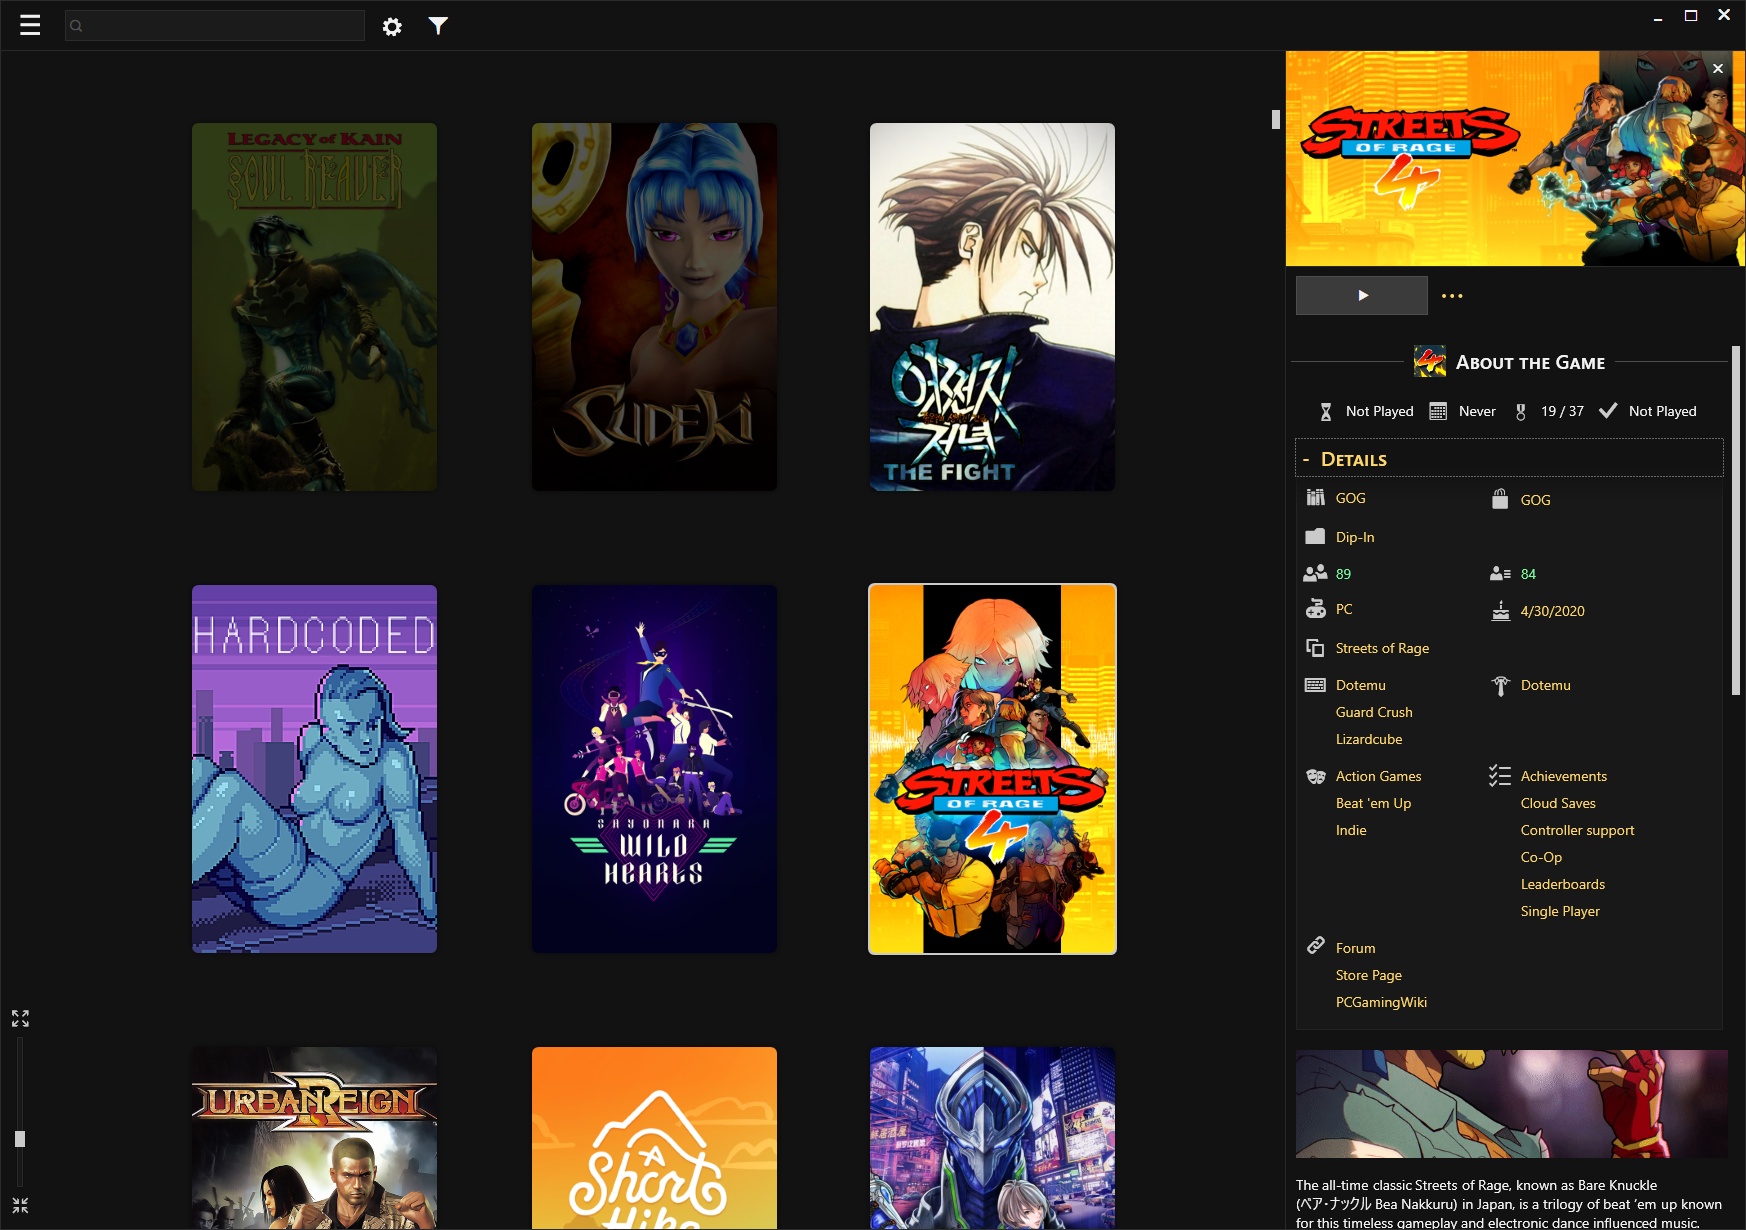 LEGACY OF KAIN
SOUL REAVER
SUDEKI
THE FIGHT
HARDCODED
SAYONARA
WILD
HEARTS
STREETS
OF RAGE
4
URBAN REIGN
A
Short
Hike
STREETS
OF RAGE
4
ABOUT THE GAME
Not Played Never 19 / 37 Not Played
- DETAILS
GOG GOG
Dip-In
89 84
PC 4/30/2020
Streets of Rage
Dotemu Dotemu
Guard Crush
Lizardcube
Action Games Achievements
Beat 'em Up Cloud Saves
Indie Controller support
Co-Op
Leaderboards
Single Player
Forum
Store Page
PCGamingWiki
The all-time classic Streets of Rage, known as Bare Knuckle
(ベア・ナックル Bea Nakkuru) in Japan, is a trilogy of beat ‘em up known
for this timeless gameplay and electronic dance influenced music.